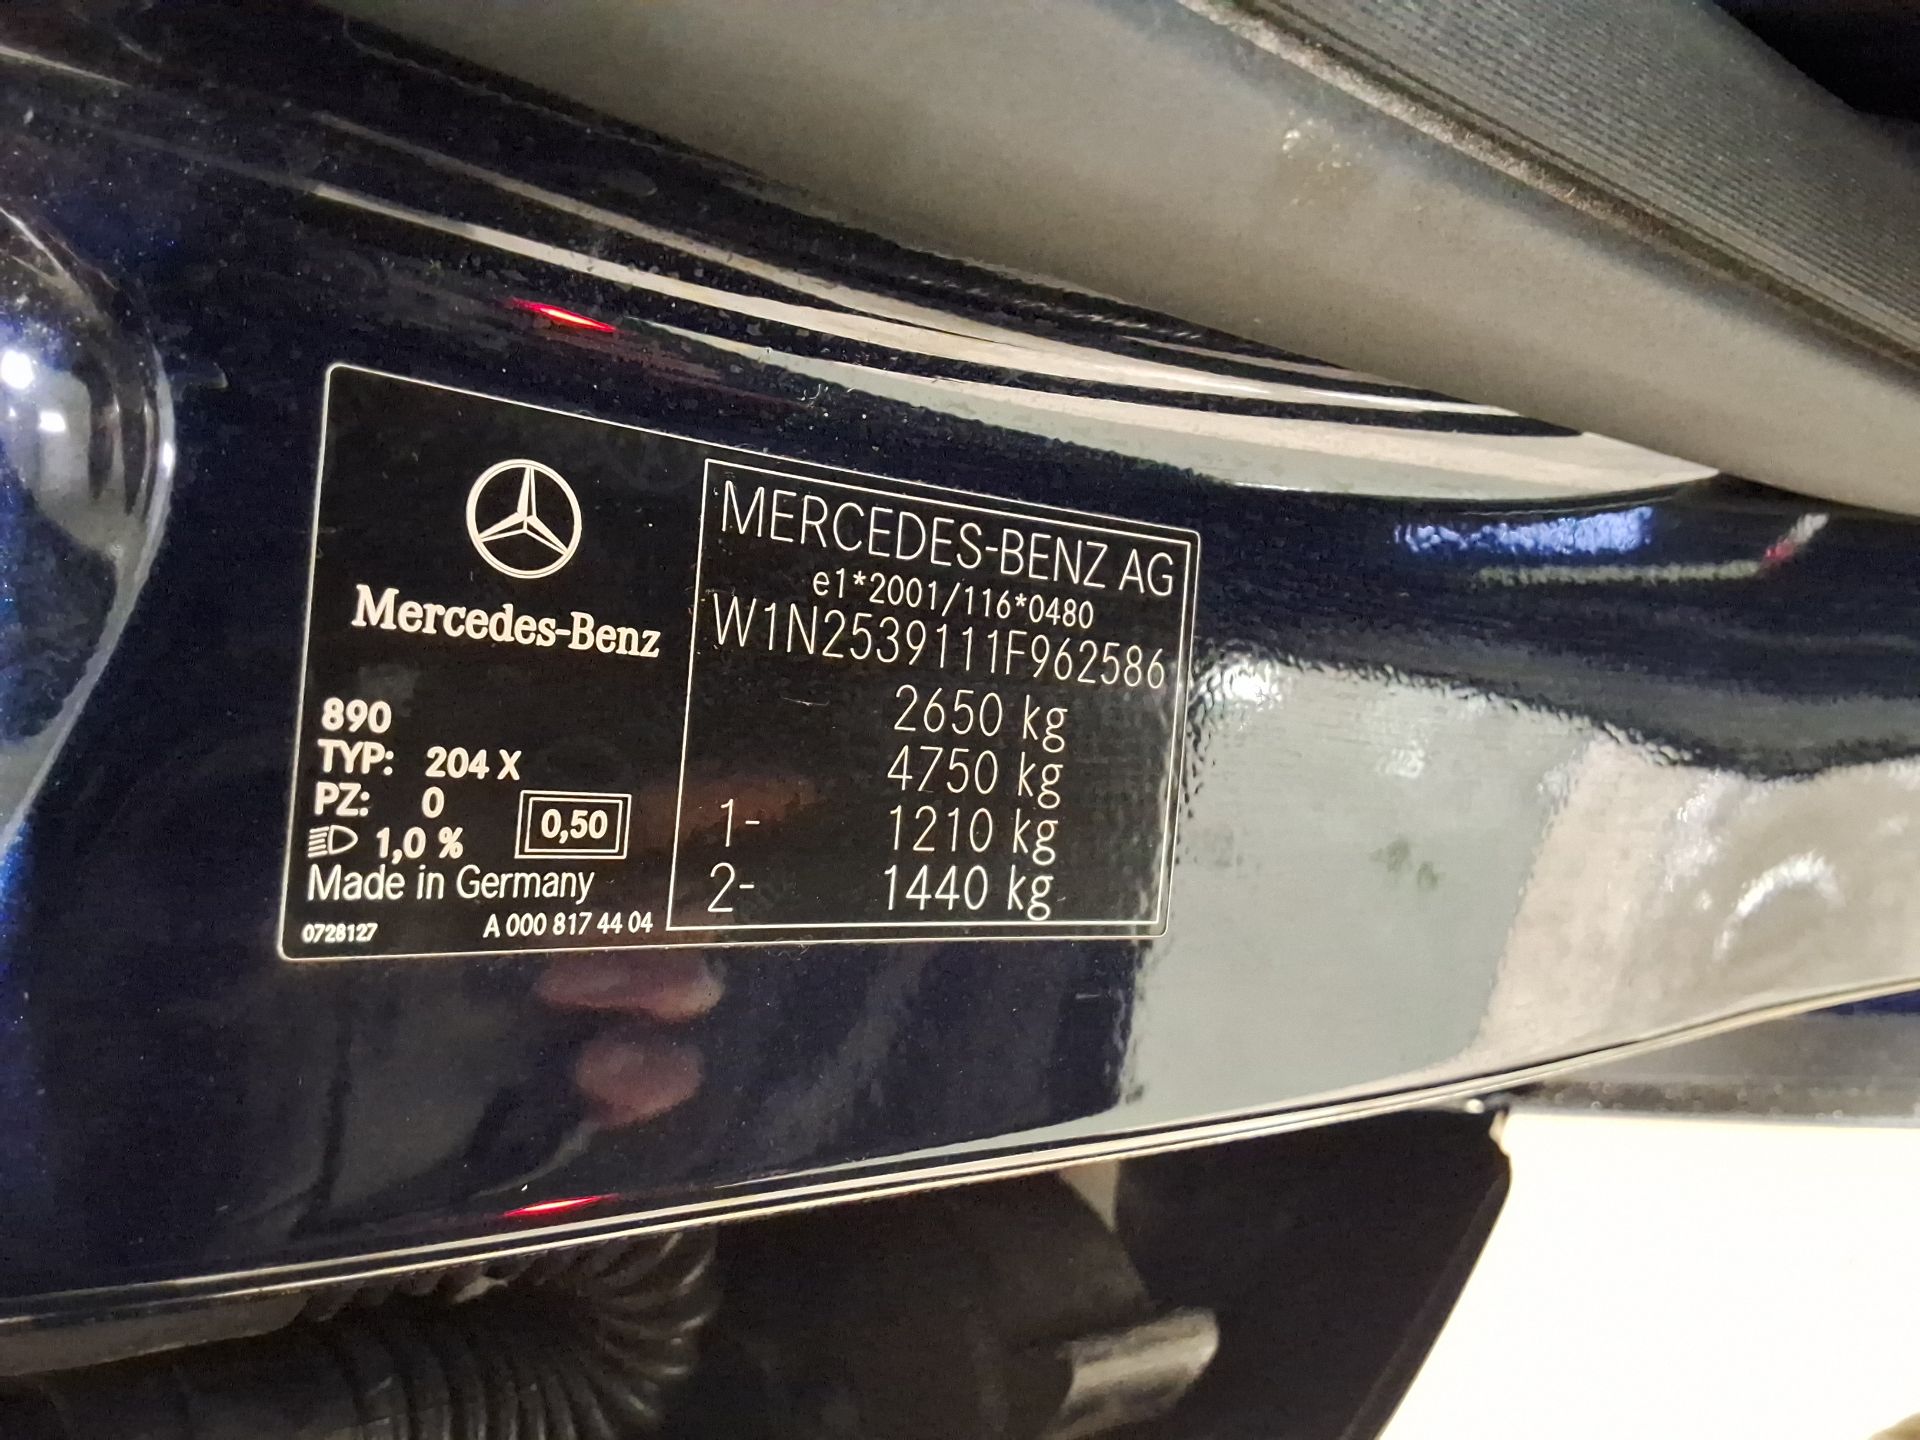 Mercedes-Benz
890
TYP: 204 X
PZ: 0
1,0 %
0,50
Made in Germany
0728127
A 000 817 44 04
MERCEDES-BENZ AG
e1*2001/116*0480
W1N2539111F962586
2650 kg
4750 kg
1- 1210 kg
2- 1440 kg